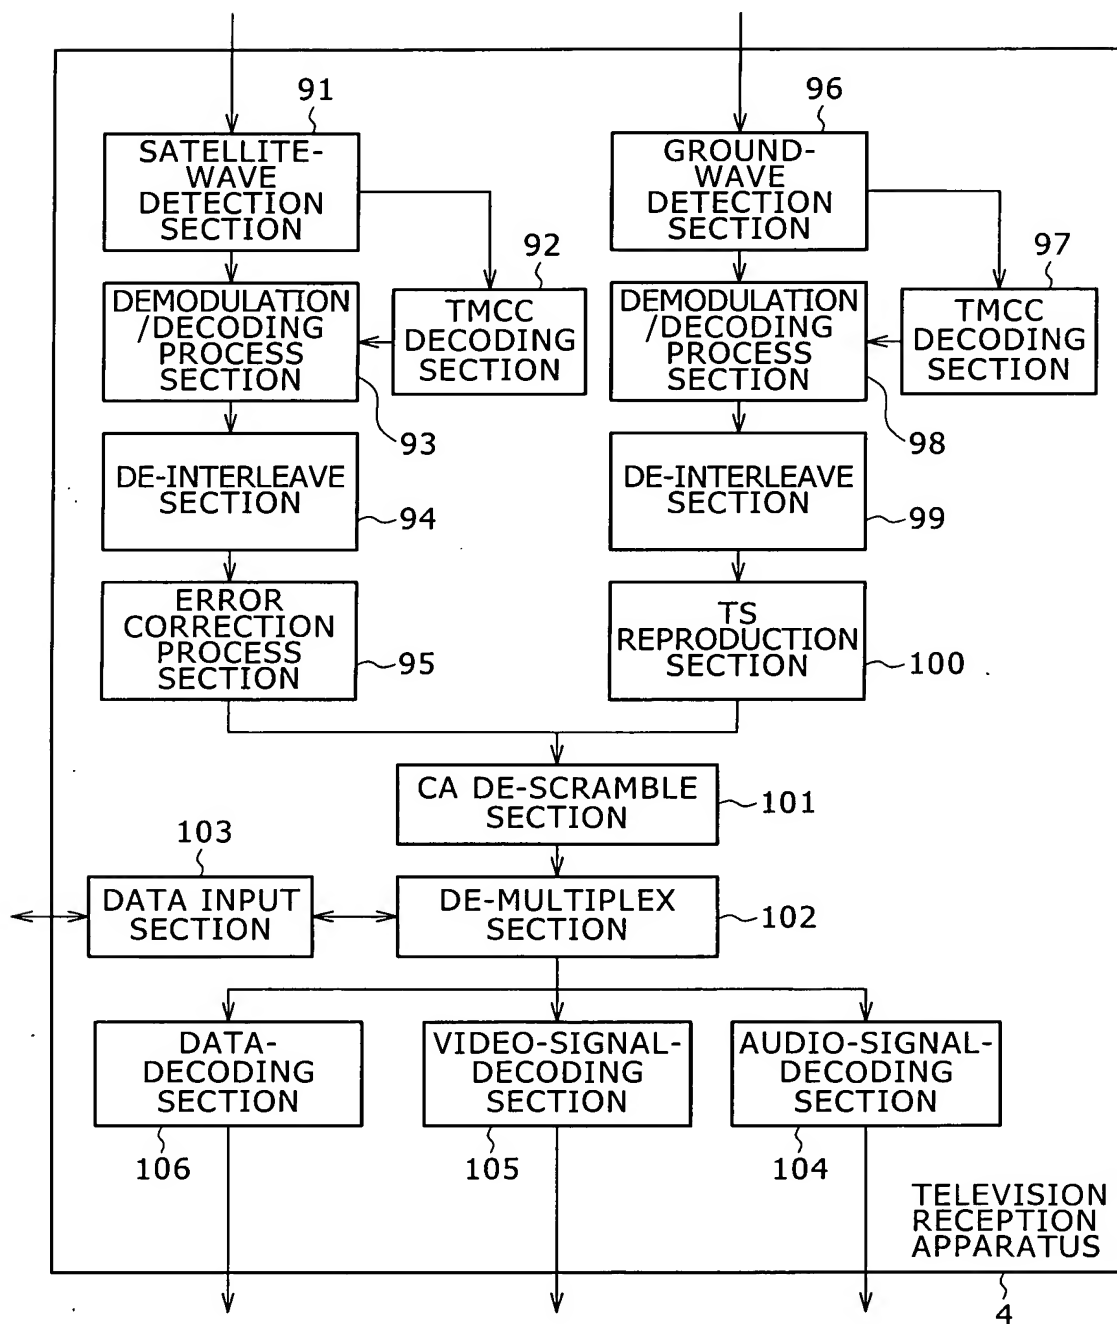 91
SATELLITE-
WAVE
DETECTION
SECTION
96
GROUND-
WAVE
DETECTION
SECTION
92
TMCC
DECODING
SECTION
97
TMCC
DECODING
SECTION
DEMODULATION
/DECODING
PROCESS
SECTION
93
DEMODULATION
/DECODING
PROCESS
SECTION
98
DE-INTERLEAVE
SECTION
94
DE-INTERLEAVE
SECTION
99
ERROR
CORRECTION
PROCESS
SECTION
95
TS
REPRODUCTION
SECTION
100
CA DE-SCRAMBLE
SECTION
101
103
DATA INPUT
SECTION
DE-MULTIPLEX
SECTION
102
DATA-
DECODING
SECTION
106
VIDEO-SIGNAL-
DECODING
SECTION
105
AUDIO-SIGNAL-
DECODING
SECTION
104
TELEVISION
RECEPTION
APPARATUS
4